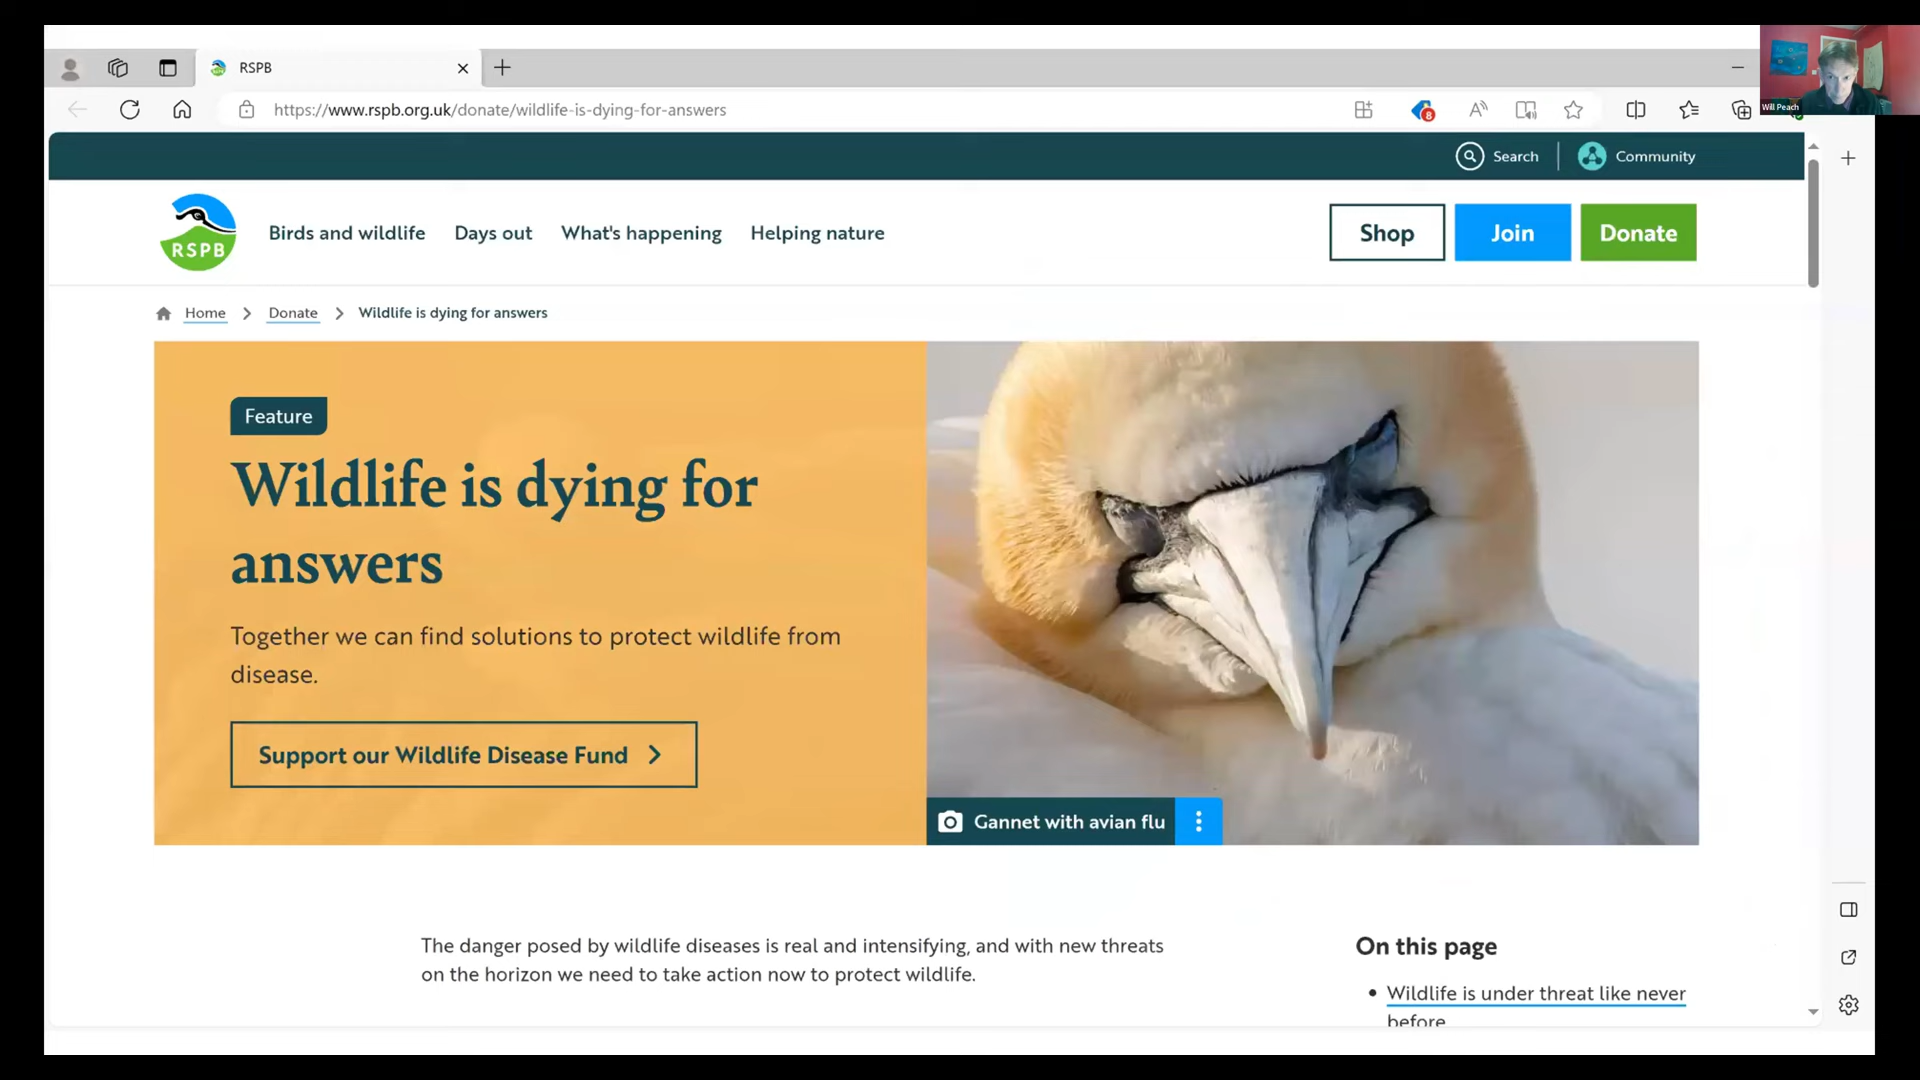 RSPB
https://www.rspb.org.uk/donate/wildlife-is-dying-for-answers
8
Will Peach
Search
Community
RSPB
Birds and wildlife
Days out
What's happening
Helping nature
Shop
Join
Donate
Home
Donate
Wildlife is dying for answers
Feature
Wildlife is dying for
answers
Together we can find solutions to protect wildlife from
disease.
Support our Wildlife Disease Fund
Gannet with avian flu
The danger posed by wildlife diseases is real and intensifying, and with new threats
on the horizon we need to take action now to protect wildlife.
On this page
Wildlife is under threat like never
before